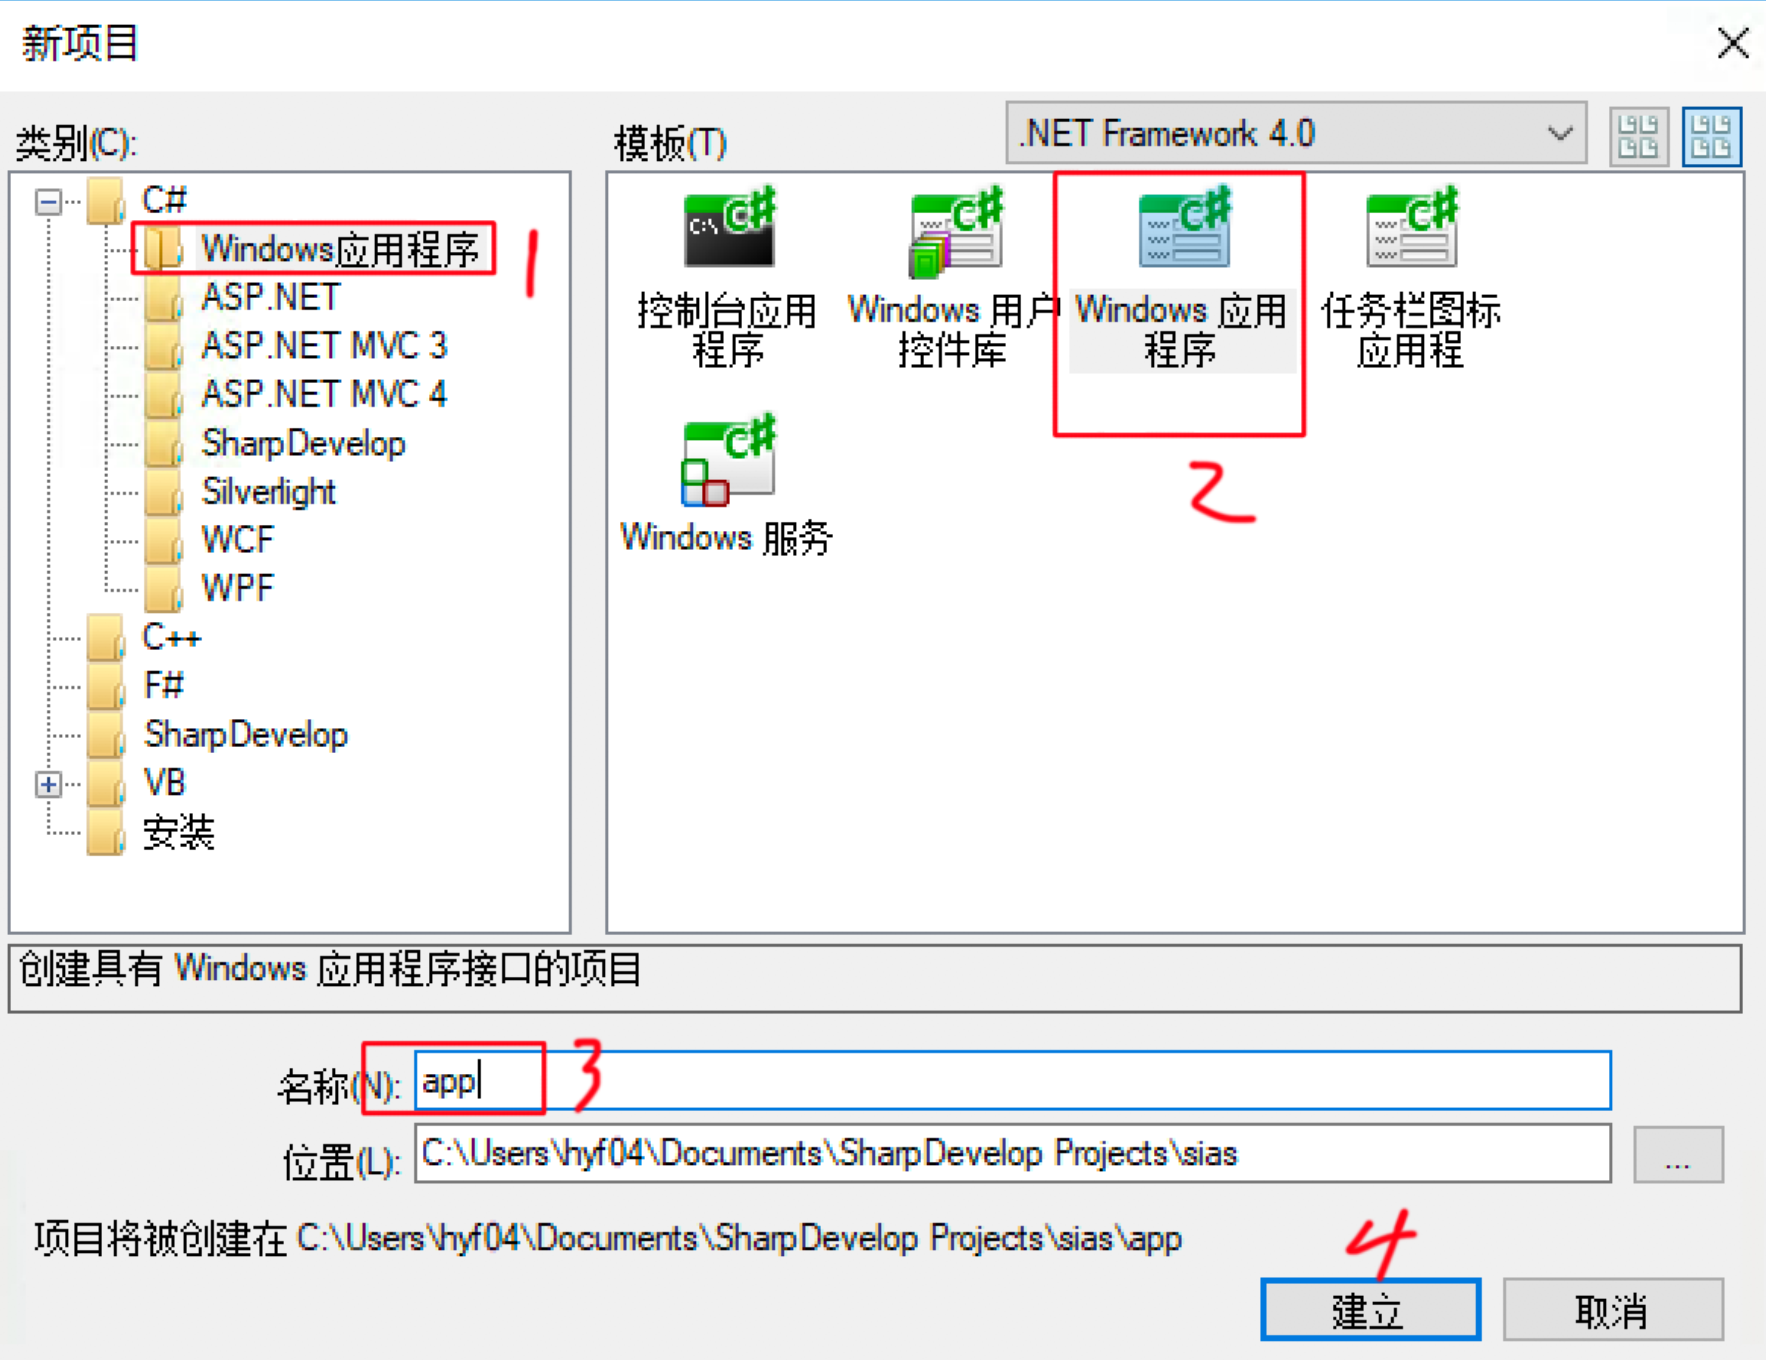 新项目
类别(C):
模板(T)
.NET Framework 4.0
C#
Windows应用程序
1
ASP.NET
ASP.NET MVC 3
ASP.NET MVC 4
SharpDevelop
Silverlight
WCF
WPF
C++
F#
SharpDevelop
VB
安装
C:\
C#
控制台应用
程序
C#
Windows 用户
控件库
C#
Windows 应用
程序
C#
任务栏图标
应用程
2
C#
Windows 服务
创建具有 Windows 应用程序接口的项目
名称(N):
app
3
位置(L):
C:\Users\hyf04\Documents\SharpDevelop Projects\sias
...
项目将被创建在 C:\Users\hyf04\Documents\SharpDevelop Projects\sias\app
4
建立
取消